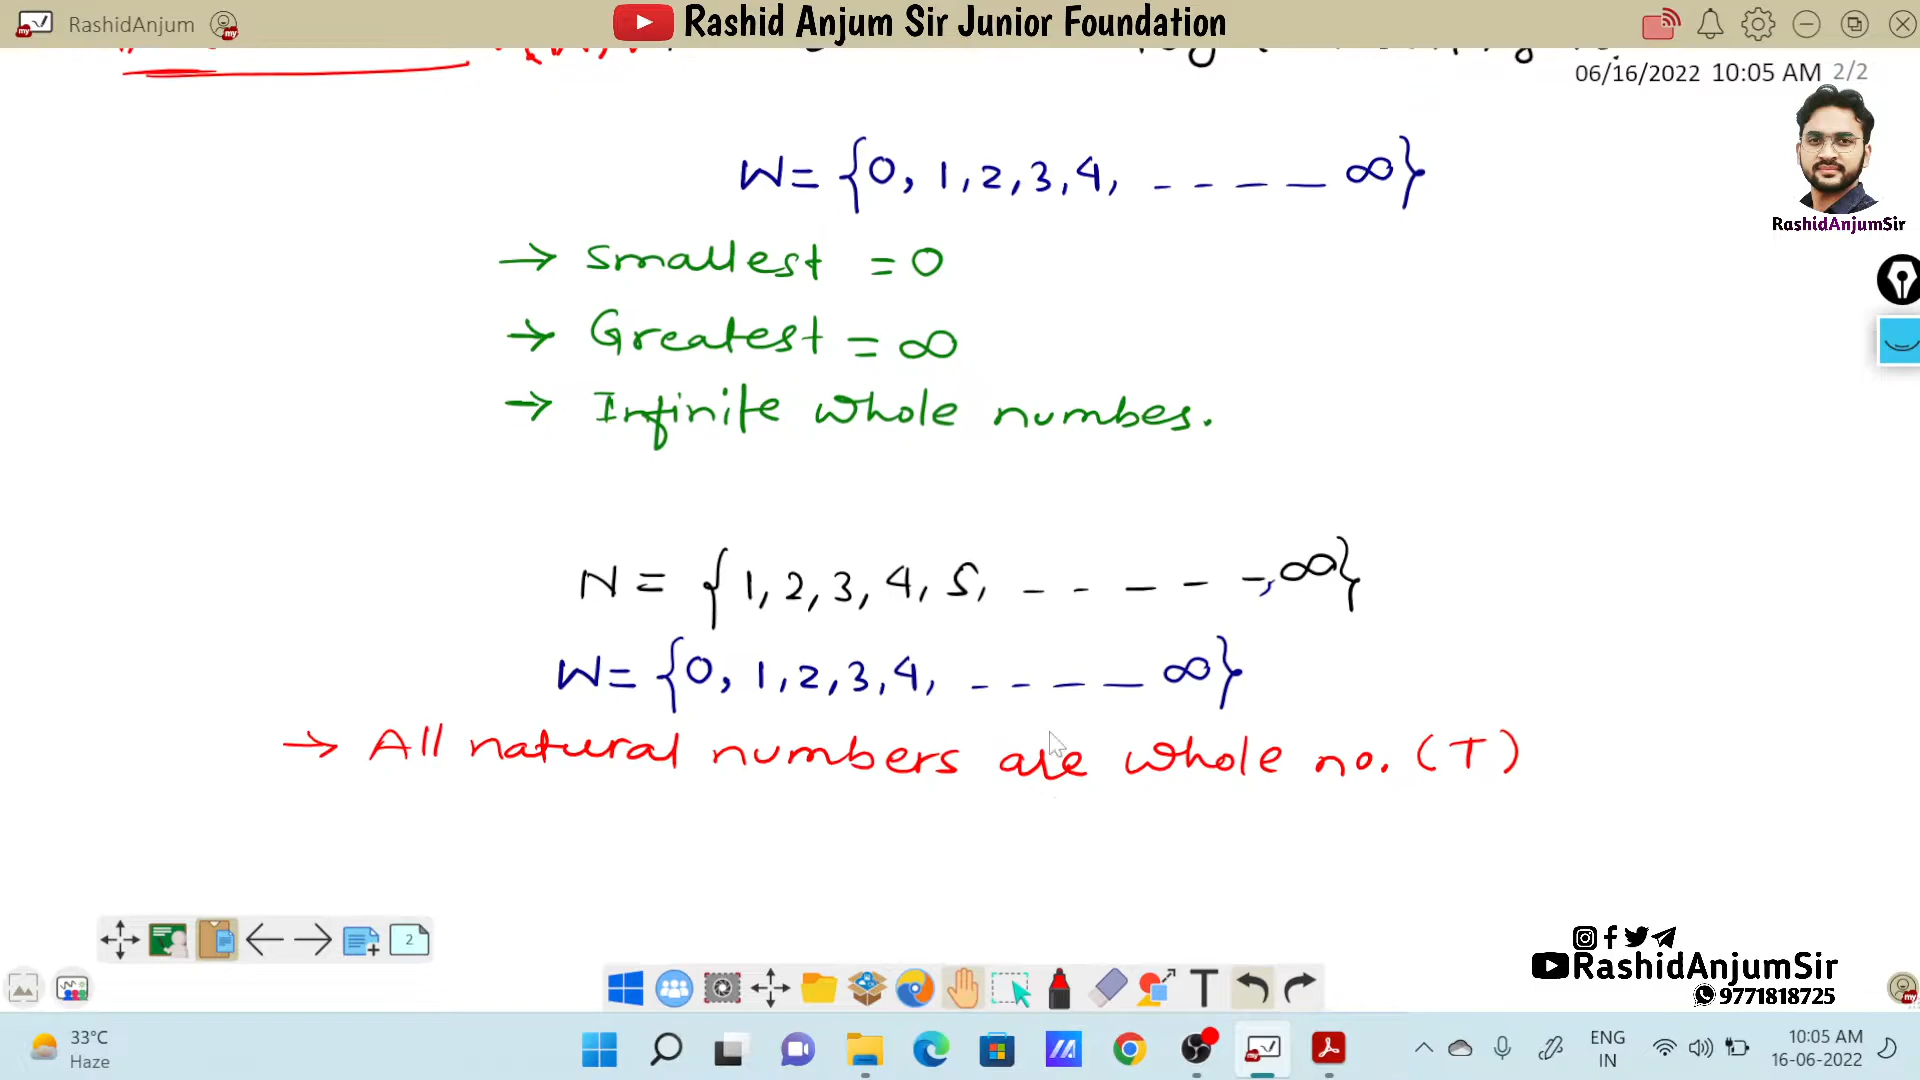 RashidAnjum
Rashid Anjum Sir Junior Foundation
06/16/2022 10:05 AM 2/2
W = {0, 1, 2, 3, 4, - - - - ∞}
RashidAnjumSir
→ Smallest = 0
→ Greatest = ∞
→ Infinite whole numbes.
N = {1, 2, 3, 4, 5, - - - - -, ∞}
W = {0, 1, 2, 3, 4, - - - - ∞}
→ All natural numbers are whole no. (T)
2
RashidAnjumSir
9771818725
33°C
Haze
ENG
IN
10:05 AM
16-06-2022